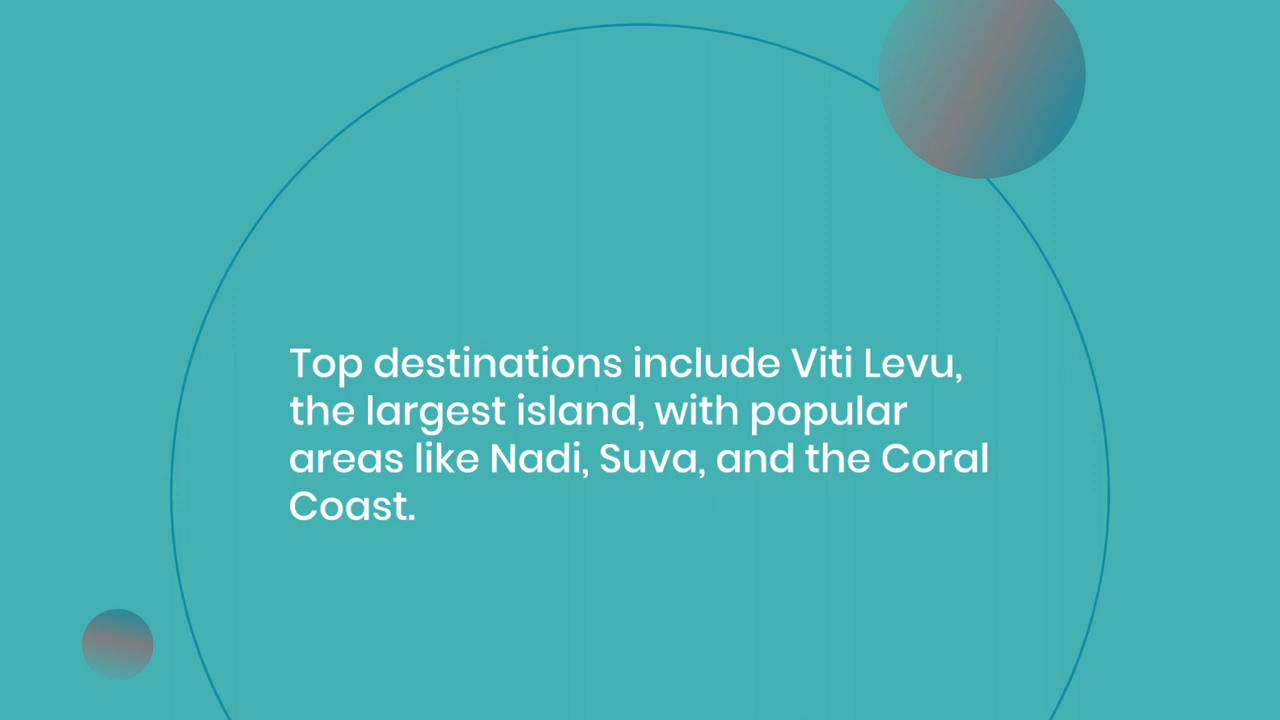 Top destinations include Viti Levu,
the largest island, with popular
areas like Nadi, Suva, and the Coral
Coast.